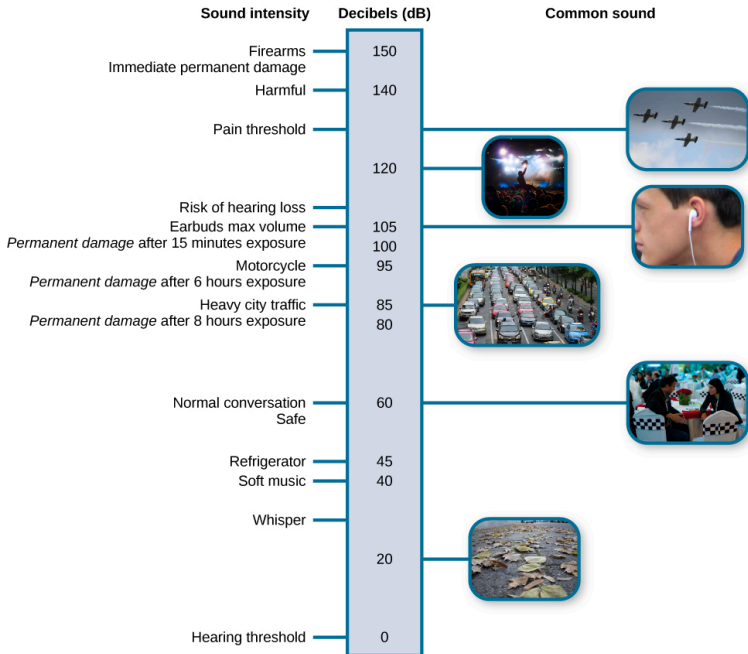 Sound intensity Decibels (dB) Common sound
Firearms 150
Immediate permanent damage
Harmful 140
Pain threshold
120
Risk of hearing loss
Earbuds max volume 105
Permanent damage after 15 minutes exposure 100
Motorcycle 95
Permanent damage after 6 hours exposure
Heavy city traffic 85
Permanent damage after 8 hours exposure 80
Normal conversation 60
Safe
Refrigerator 45
Soft music 40
Whisper
20
Hearing threshold 0